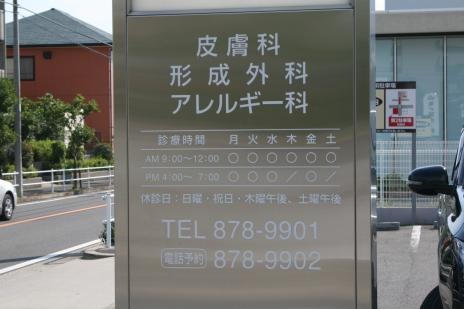 皮膚科
形成外科
アレルギー科
診療時間 月 火 水 木 金 土
AM 9:00〜12:00 ○ ○ ○ ○ ○ ○
PM 4:00〜 7:00 ○ ○ ○ / ○ /
休診日：日曜・祝日・木曜午後、土曜午後
TEL 878-9901
電話予約 878-9902